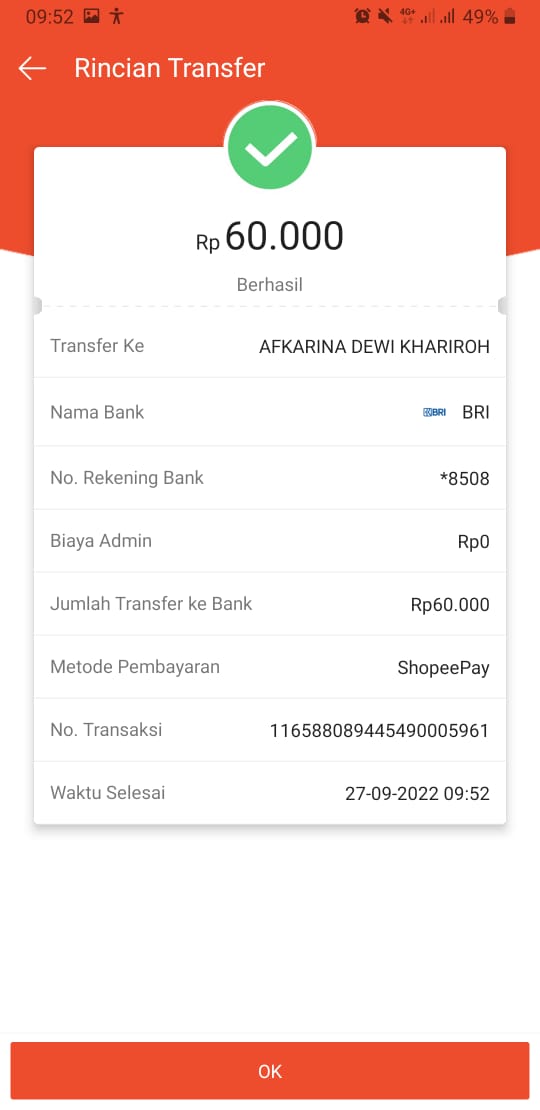 09:52 4G+ 49%
Rincian Transfer
Rp 60.000
Berhasil
Transfer Ke AFKARINA DEWI KHARIROH
Nama Bank BRI BRI
No. Rekening Bank *8508
Biaya Admin Rp0
Jumlah Transfer ke Bank Rp60.000
Metode Pembayaran ShopeePay
No. Transaksi 116588089445490005961
Waktu Selesai 27-09-2022 09:52
OK